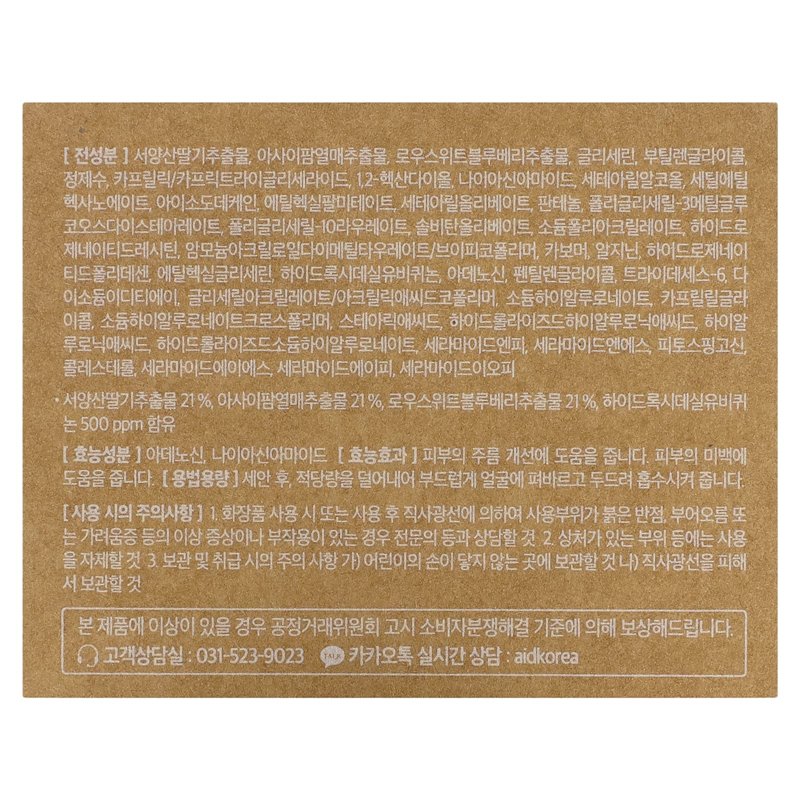 [ 전성분 ] 서양산딸기추출물, 아사이팜열매추출물, 로우스위트블루베리추출물, 글리세린, 부틸렌글라이콜,
정제수, 카프릴릭/카프릭트라이글리세라이드, 1,2-헥산다이올, 나이아신아마이드, 세테아릴알코올, 세틸에틸
헥사노에이트, 아이소도데케인, 에틸헥실팔미테이트, 세테아릴올리베이트, 판테놀, 폴리글리세릴-3메틸글루
코오스다이스테아레이트, 폴리글리세릴-10라우레이트, 솔비탄올리베이트, 소듐폴리아크릴레이트, 하이드로
제네이티드레시틴, 암모늄아크릴로일다이메틸타우레이트/브이피코폴리머, 카보머, 알지닌, 하이드로제네이
티드폴리데센, 에틸헥실글리세린, 하이드록시데실유비퀴논, 아데노신, 펜틸렌글라이콜, 트라이데세스-6, 다
이소듐이디티에이, 글리세릴아크릴레이트/아크릴릭애씨드코폴리머, 소듐하이알루로네이트, 카프릴릴글라
이콜, 소듐하이알루로네이트크로스폴리머, 스테아릭애씨드, 하이드롤라이즈드하이알루로닉애씨드, 하이알
루로닉애씨드, 하이드롤라이즈드소듐하이알루로네이트, 세라마이드엔피, 세라마이드엔에스, 피토스핑고신,
콜레스테롤, 세라마이드에이에스, 세라마이드에이피, 세라마이드이오피
• 서양산딸기추출물 21%, 아사이팜열매추출물 21%, 로우스위트블루베리추출물 21%, 하이드록시데실유비퀴
논 500 ppm 함유
[ 효능성분 ] 아데노신, 나이아신아마이드 [ 효능효과 ] 피부의 주름 개선에 도움을 줍니다. 피부의 미백에
도움을 줍니다. [ 용법용량 ] 세안 후, 적당량을 덜어내어 부드럽게 얼굴에 펴바르고 두드려 흡수시켜 줍니다.
[ 사용 시의 주의사항 ] 1. 화장품 사용 시 또는 사용 후 직사광선에 의하여 사용부위가 붉은 반점, 부어오름 또
는 가려움증 등의 이상 증상이나 부작용이 있는 경우 전문의 등과 상담할 것 2. 상처가 있는 부위 등에는 사용
을 자제할 것 3. 보관 및 취급 시의 주의 사항 가) 어린이의 손이 닿지 않는 곳에 보관할 것 나) 직사광선을 피해
서 보관할 것
본 제품에 이상이 있을 경우 공정거래위원회 고시 소비자분쟁해결 기준에 의해 보상해드립니다.
고객상담실 : 031-523-9023 TALK 카카오톡 실시간 상담 : aidkorea